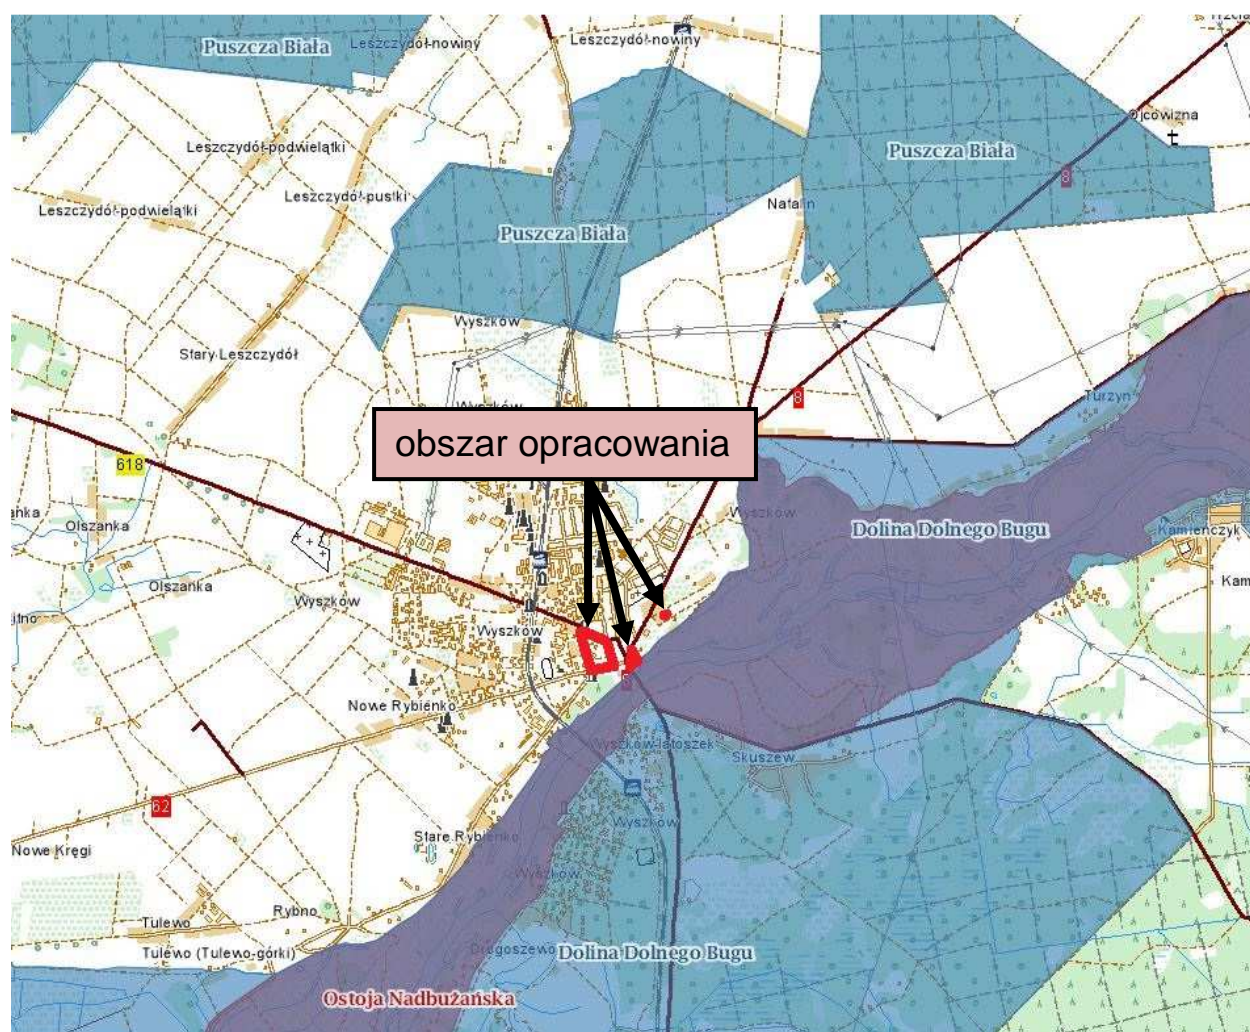 Puszcza Biała
Leszczydół-nowiny
Leszczydół-nowiny
Ojcowizna
Leszczydół-podwielątki
Puszcza Biała
8
Leszczydół-pustki
Natalin
Leszczydół-podwielątki
Puszcza Biała
Wyszków
Stary Leszczydół
Turzyn
8
Wyszków
obszar opracowania
618
Olszanka
Wyszków
Dolina Dolnego Bugu
Kamieńczyk
Olszanka
Kam
Wyszków
Wyszków
Nowe Rybienko
Wyszków-latoszek
Skuszew
62
Wyszków
Stare Rybienko
Nowe Kręgi
Wyszków
Rybno
Tulewo
Tulewo (Tulewo-górki)
Drogoszewo
Dolina Dolnego Bugu
Ostoja Nadbużańska